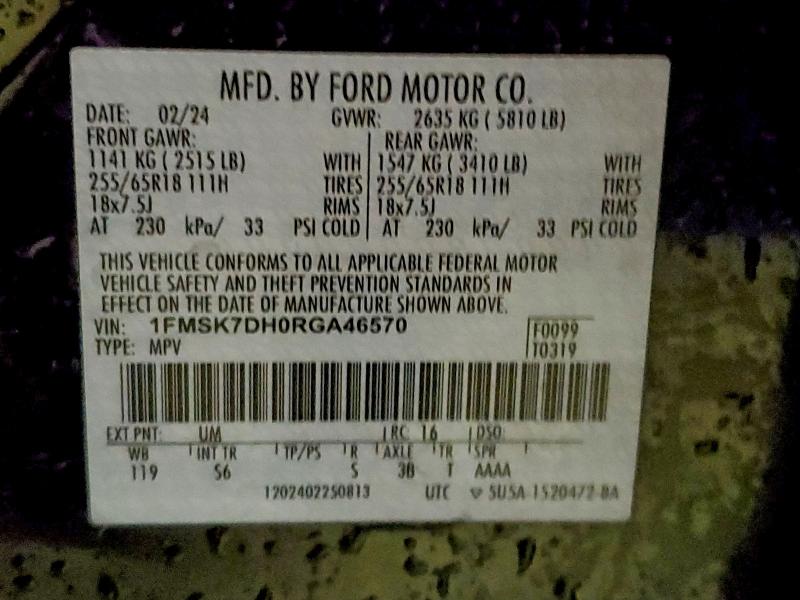 MFD. BY FORD MOTOR CO.
DATE: 02/24 GVWR: 2635 KG ( 5810 LB)
FRONT GAWR: REAR GAWR:
1141 KG ( 2515 LB) WITH 1547 KG ( 3410 LB) WITH
255/65R18 111H TIRES 255/65R18 111H TIRES
18x7.5J RIMS 18x7.5J RIMS
AT 230 kPa/ 33 PSI COLD AT 230 kPa/ 33 PSI COLD
THIS VEHICLE CONFORMS TO ALL APPLICABLE FEDERAL MOTOR
VEHICLE SAFETY AND THEFT PREVENTION STANDARDS IN
EFFECT ON THE DATE OF MANUFACTURE SHOWN ABOVE.
VIN: 1FMSK7DH0RGA46570 F0099
TYPE: MPV T0319
EXT PNT: UM RC 16 DSO:
WB INT TR TP/PS R AXLE TR SPR
119 S6 S 3B T AAAA
1202402250813 UTC 5U5A-1520472-BA